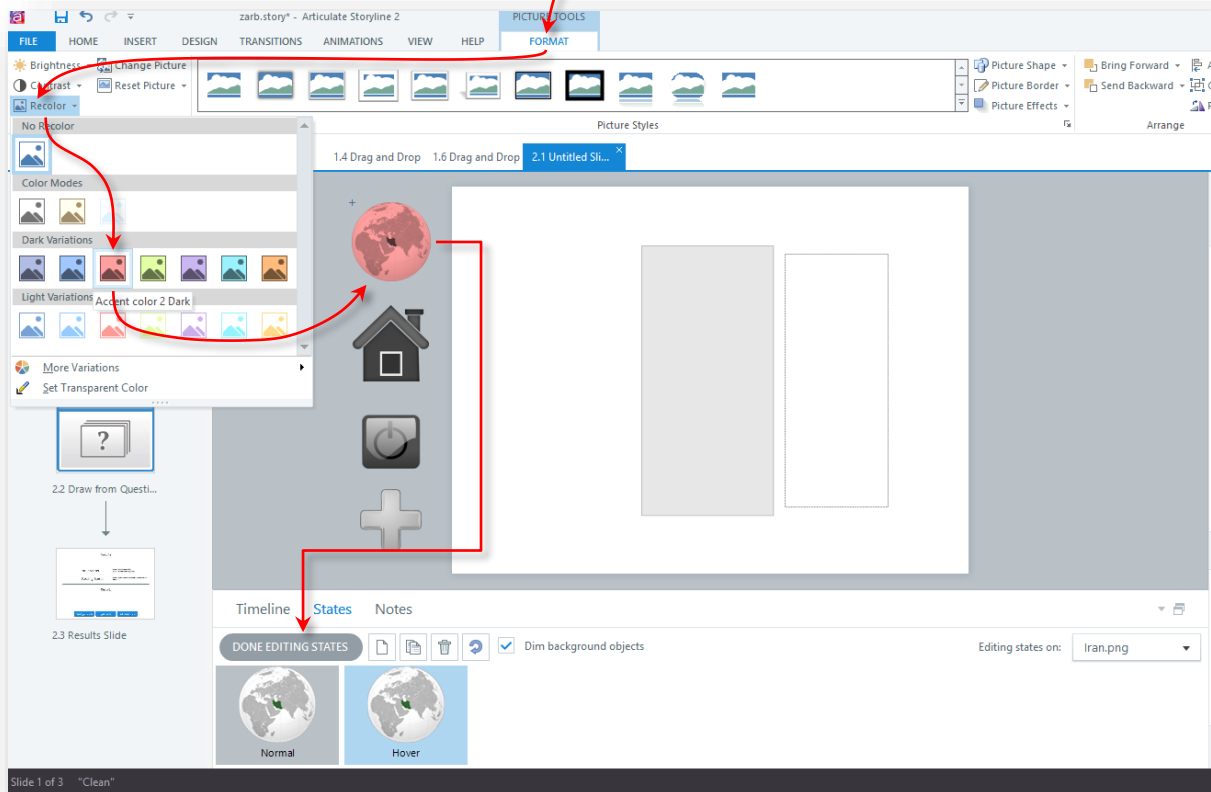 zarb.story* - Articulate Storyline 2
PICTURE TOOLS
FILE HOME INSERT DESIGN TRANSITIONS ANIMATIONS VIEW HELP FORMAT
Brightness
Change Picture
Contrast
Reset Picture
Recolor
Picture Shape
Picture Border
Picture Effects
Bring Forward
Send Backward
Picture Styles
Arrange
No Recolor
Color Modes
Dark Variations
Light Variations
Accent color 2 Dark
More Variations
Set Transparent Color
1.4 Drag and Drop 1.6 Drag and Drop 2.1 Untitled Sli...
?
2.2 Draw from Questi...
2.3 Results Slide
Timeline States Notes
DONE EDITING STATES
Dim background objects
Editing states on: Iran.png
Normal Hover
Slide 1 of 3 "Clean"